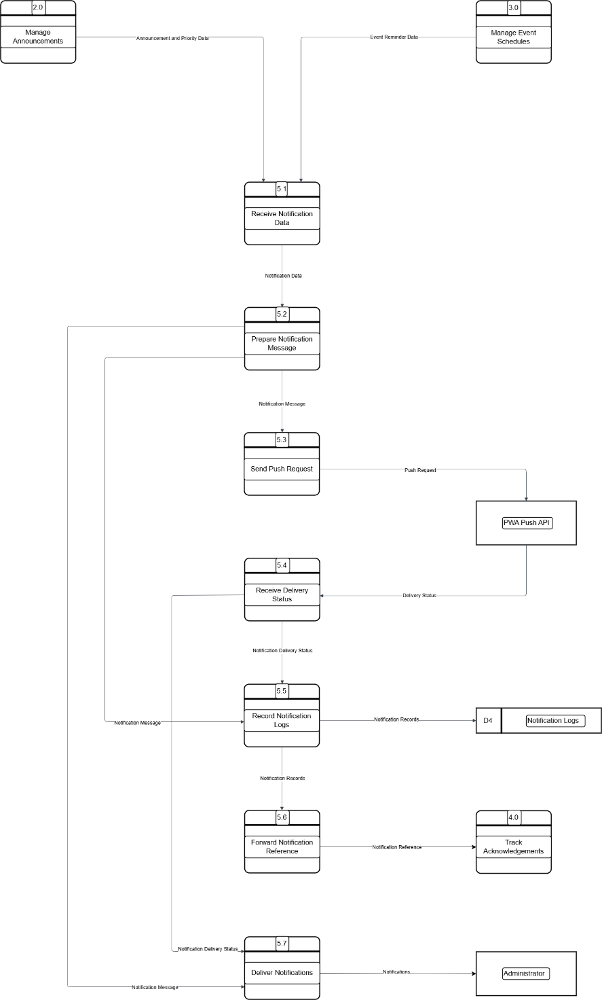 2.0
Manage
Announcements
Announcement and Priority Data
Event Reminder Data
3.0
Manage Event
Schedules
5.1
Receive Notification
Data
Notification Data
5.2
Prepare Notification
Message
Notification Message
5.3
Send Push Request
Push Request
PWA Push API
5.4
Receive Delivery
Status
Delivery Status
Notification Delivery Status
5.5
Record Notification
Logs
Notification Message
Notification Records
D4
Notification Logs
Notification Records
5.6
Forward Notification
Reference
Notification Reference
4.0
Track
Acknowledgements
5.7
Deliver Notifications
Notification Delivery Status
Notification Message
Notifications
Administrator